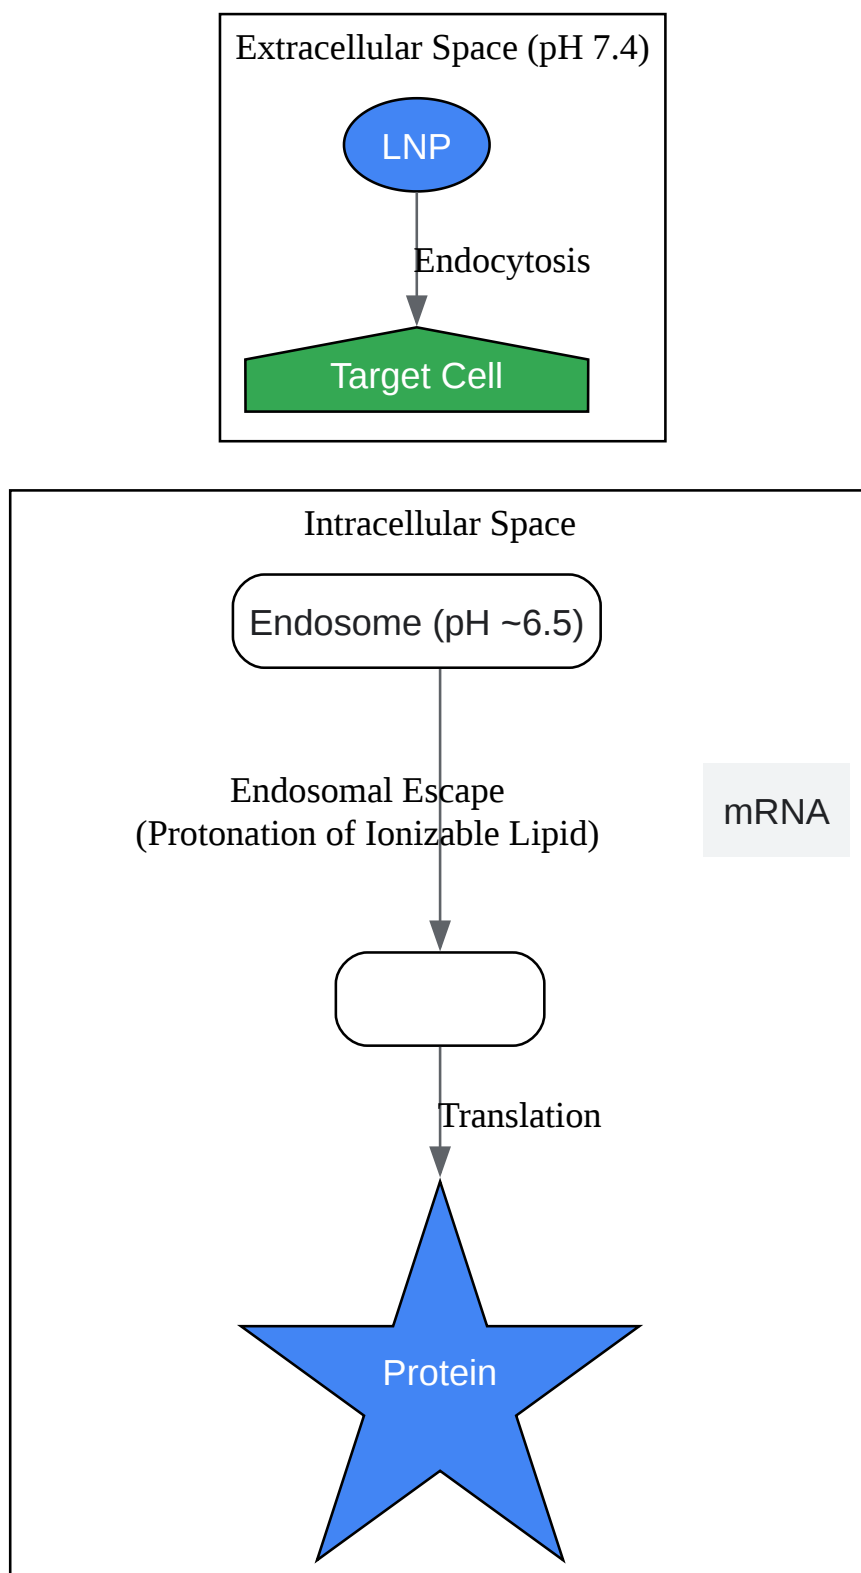 Extracellular Space (pH 7.4)
LNP
Endocytosis
Target Cell
Intracellular Space
Endosome (pH ~6.5)
Endosomal Escape
(Protonation of Ionizable Lipid)
mRNA
Translation
Protein